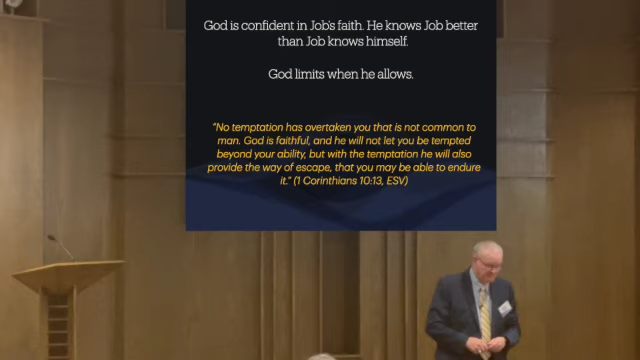 God is confident in Job's faith. He knows Job better
than Job knows himself.
God limits when he allows.
"No temptation has overtaken you that is not common to
man. God is faithful, and he will not let you be tempted
beyond your ability, but with the temptation he will also
provide the way of escape, that you may be able to endure
it." (1 Corinthians 10:13, ESV)